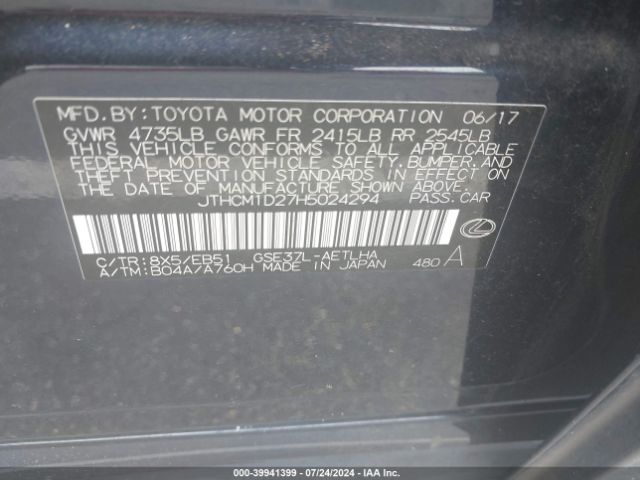 MFD.BY:TOYOTA MOTOR CORPORATION 06/17
GVWR 4735LB GAWR FR 2415LB RR 2545LB
THIS VEHICLE CONFORMS TO ALL APPLICABLE
FEDERAL MOTOR VEHICLE SAFETY,BUMPER,AND
THEFT PREVENTION STANDARDS IN EFFECT ON
THE DATE OF MANUFACTURE SHOWN ABOVE.
JTHCM1D27H5024294 PASS.CAR
C/TR:8X5/EB51 GSE37L-AETLHA
A/TM:B04A/A760H MADE IN JAPAN 480 A
000-39941399 - 07/24/2024 - IAA Inc.